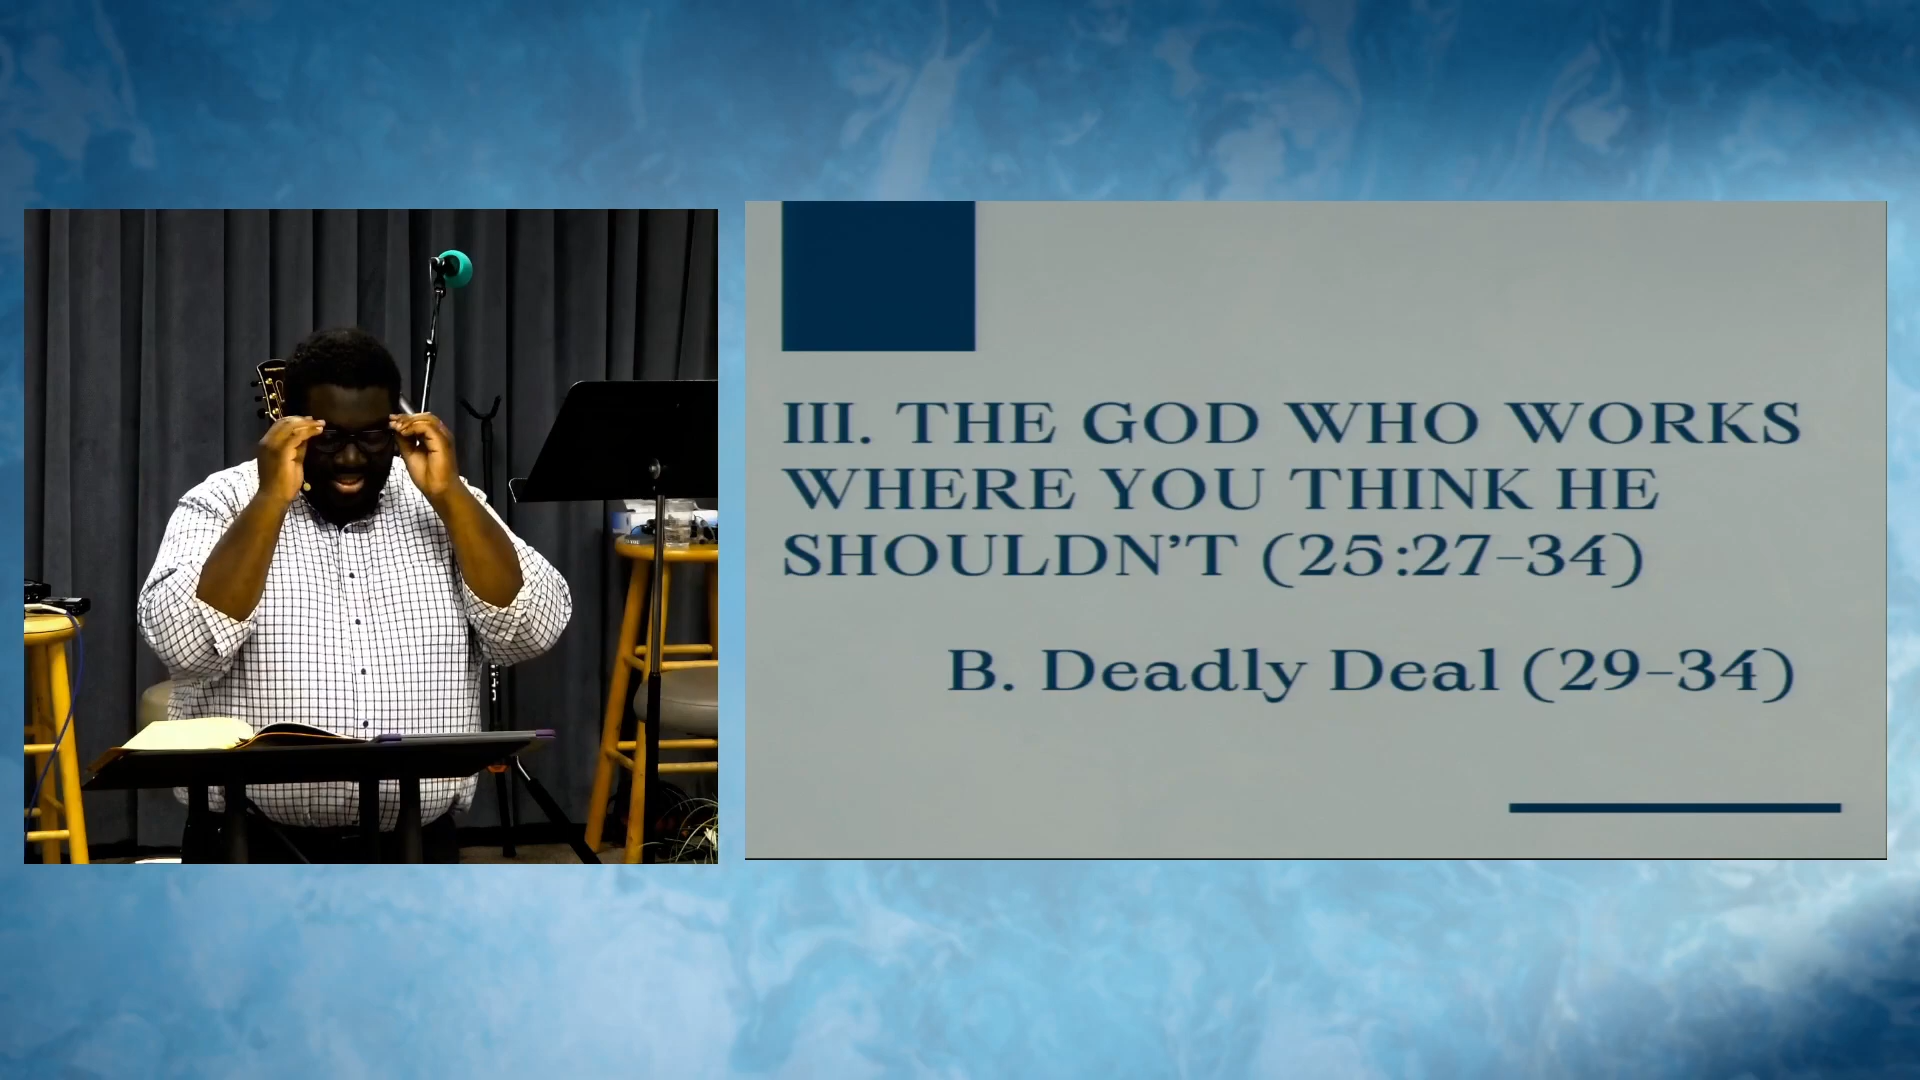 III. THE GOD WHO WORKS
WHERE YOU THINK HE
SHOULDN'T (25:27-34)
B. Deadly Deal (29-34)